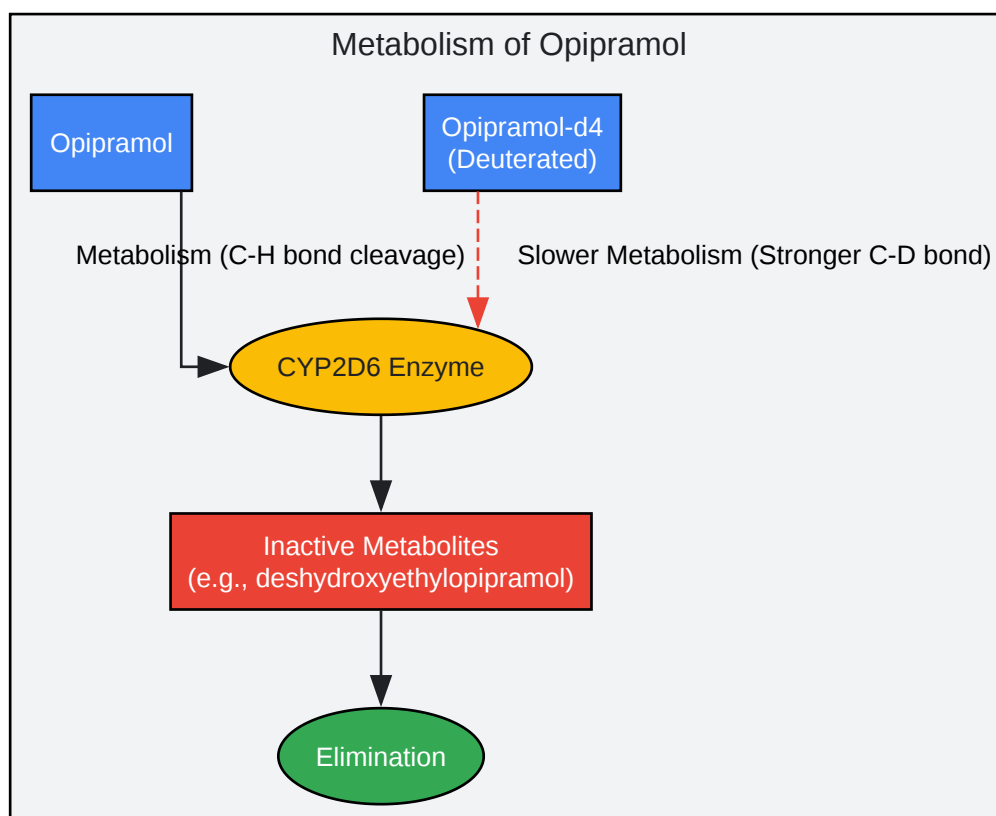 Metabolism of Opipramol
Opipramol
Opipramol-d4
(Deuterated)
Metabolism (C-H bond cleavage)
Slower Metabolism (Stronger C-D bond)
CYP2D6 Enzyme
Inactive Metabolites
(e.g., deshydroxyethylopipramol)
Elimination